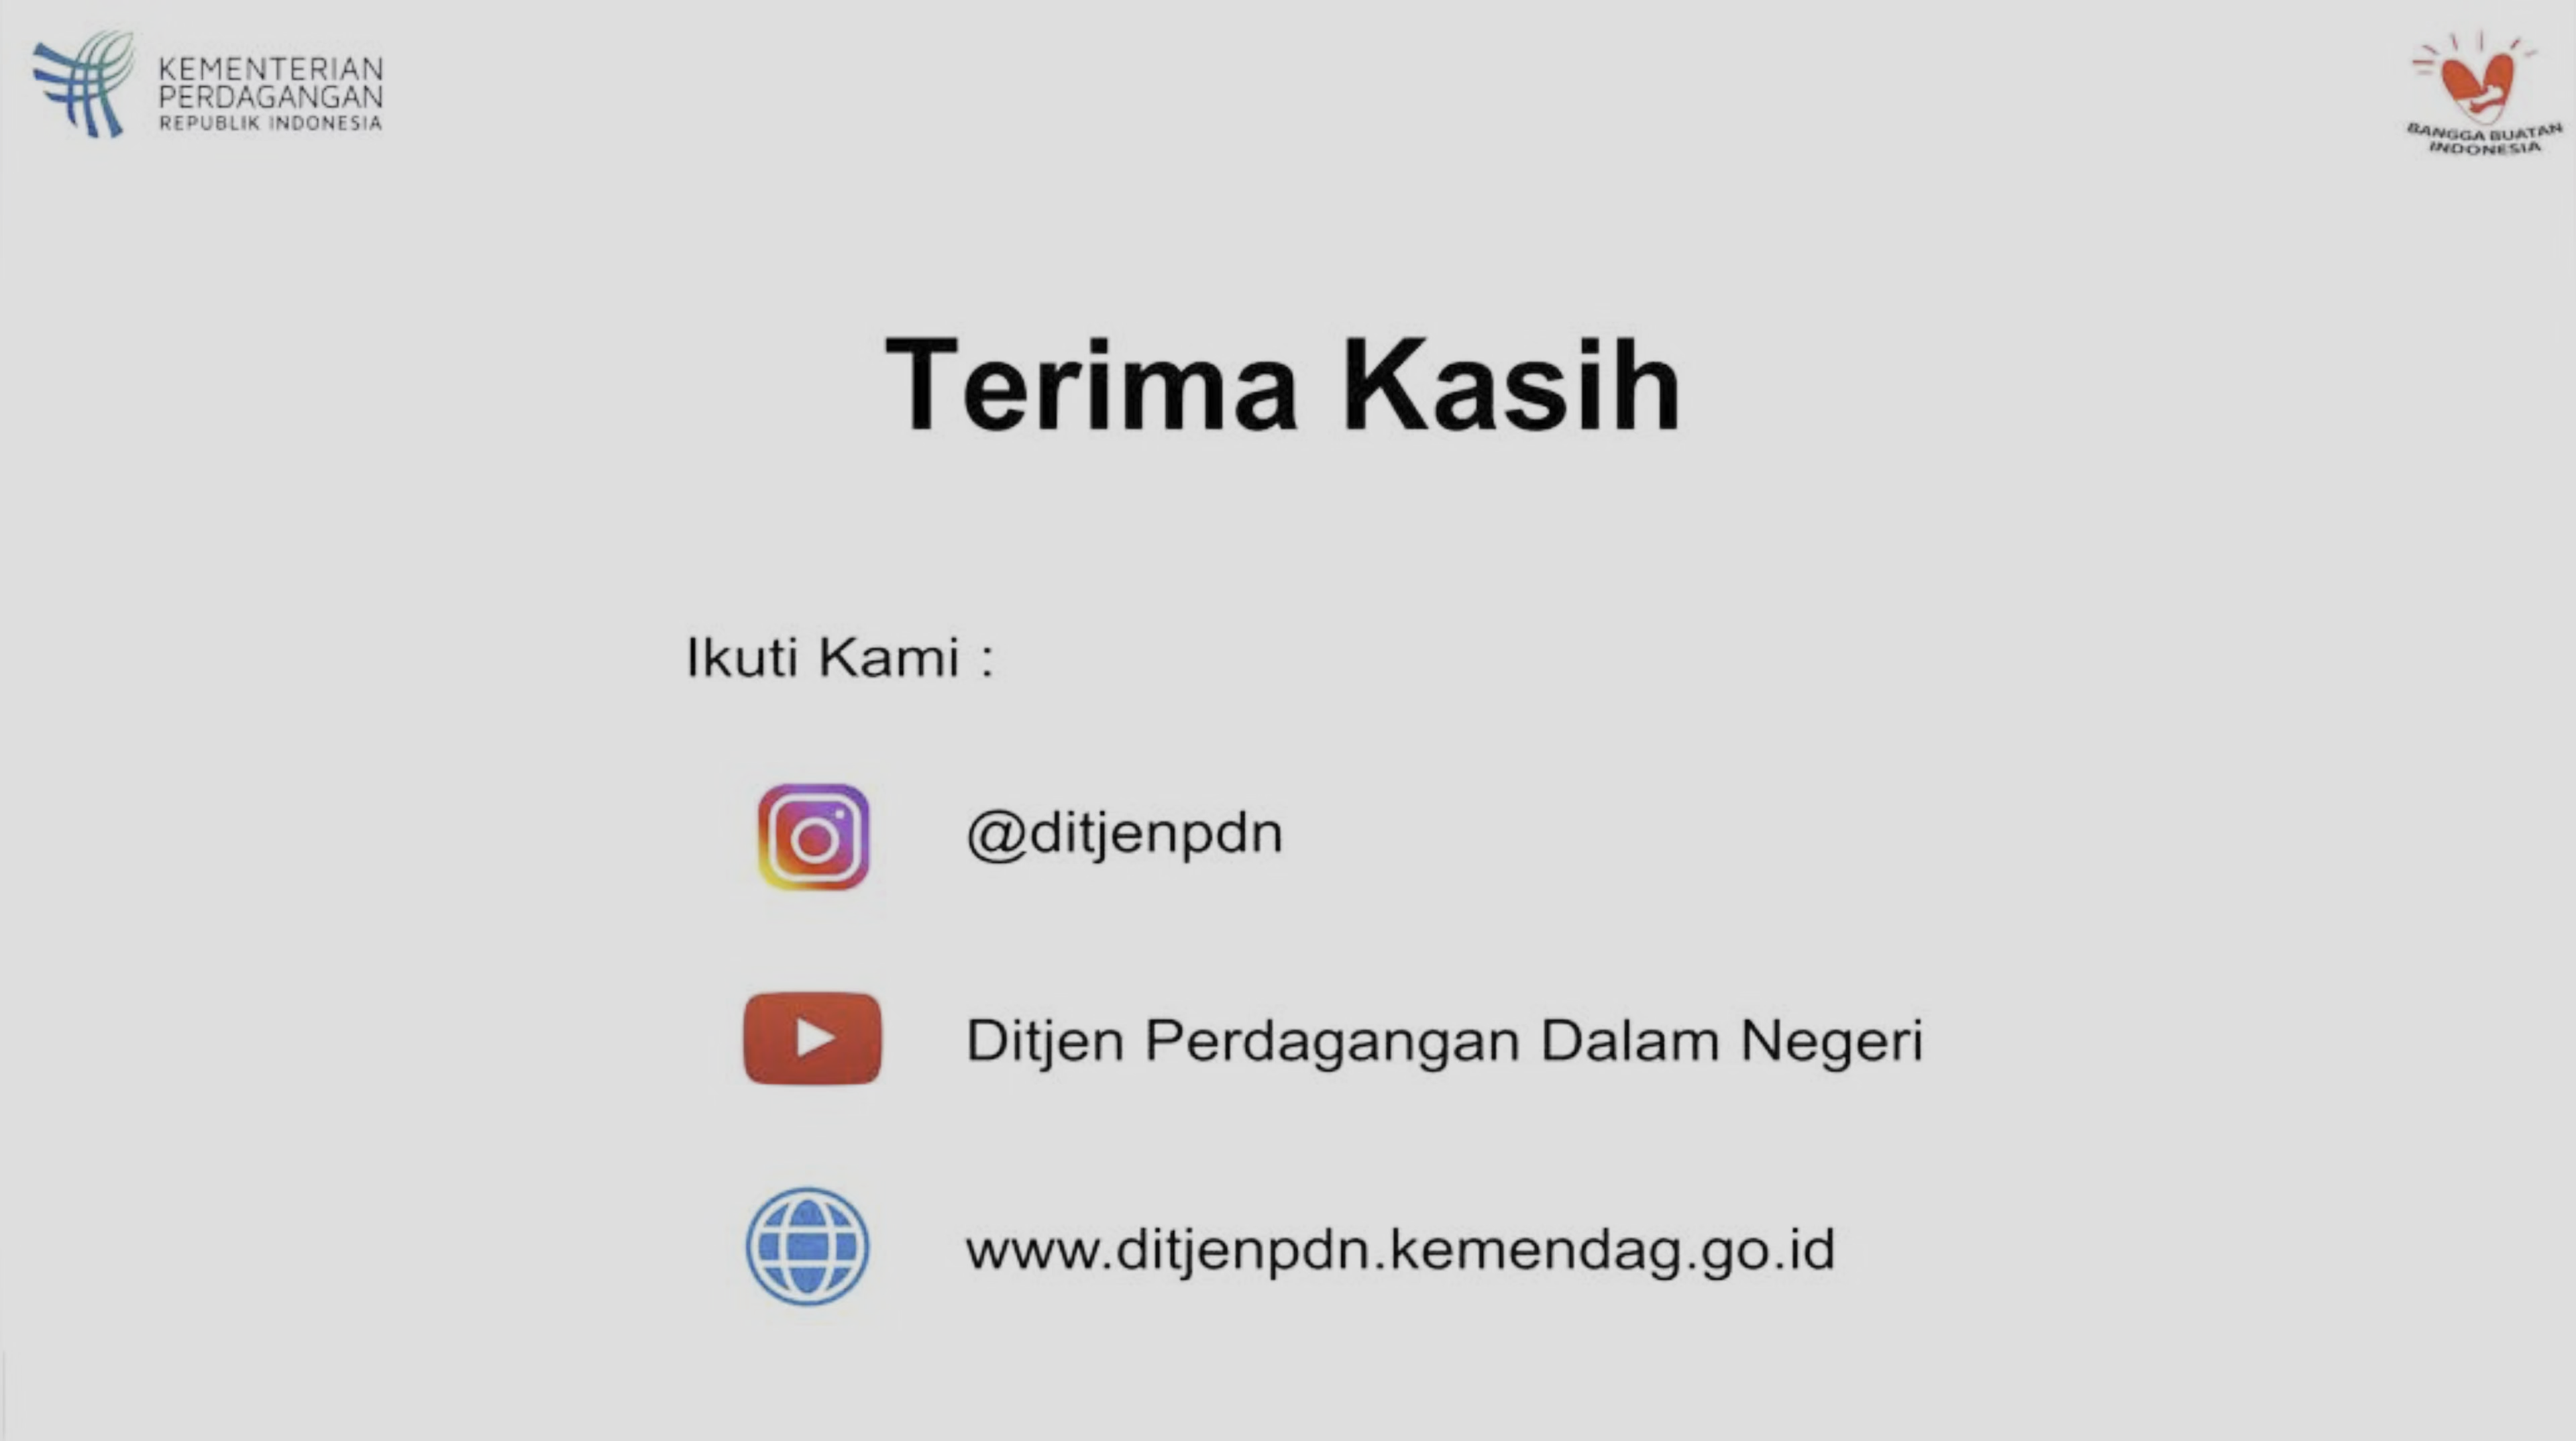 KEMENTERIAN
PERDAGANGAN
REPUBLIK INDONESIA
BANGGA BUATAN
INDONESIA
Terima Kasih
Ikuti Kami :
@ditjenpdn
Ditjen Perdagangan Dalam Negeri
www.ditjenpdn.kemendag.go.id